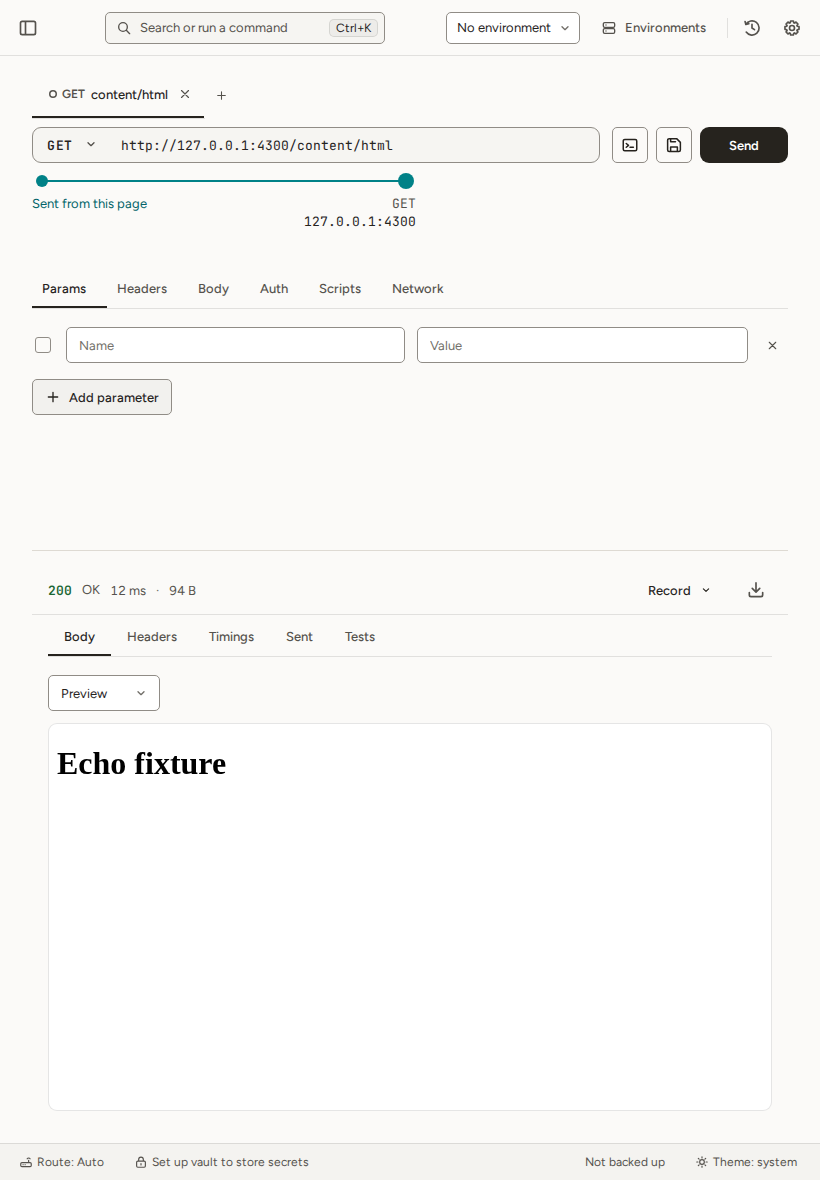 Search or run a command Ctrl+K No environment Environments
GET content/html
GET http://127.0.0.1:4300/content/html Send
Sent from this page GET
127.0.0.1:4300
Params Headers Body Auth Scripts Network
Name Value
Add parameter
200 OK 12 ms · 94 B Record
Body Headers Timings Sent Tests
Preview
Echo fixture
Route: Auto Set up vault to store secrets Not backed up Theme: system